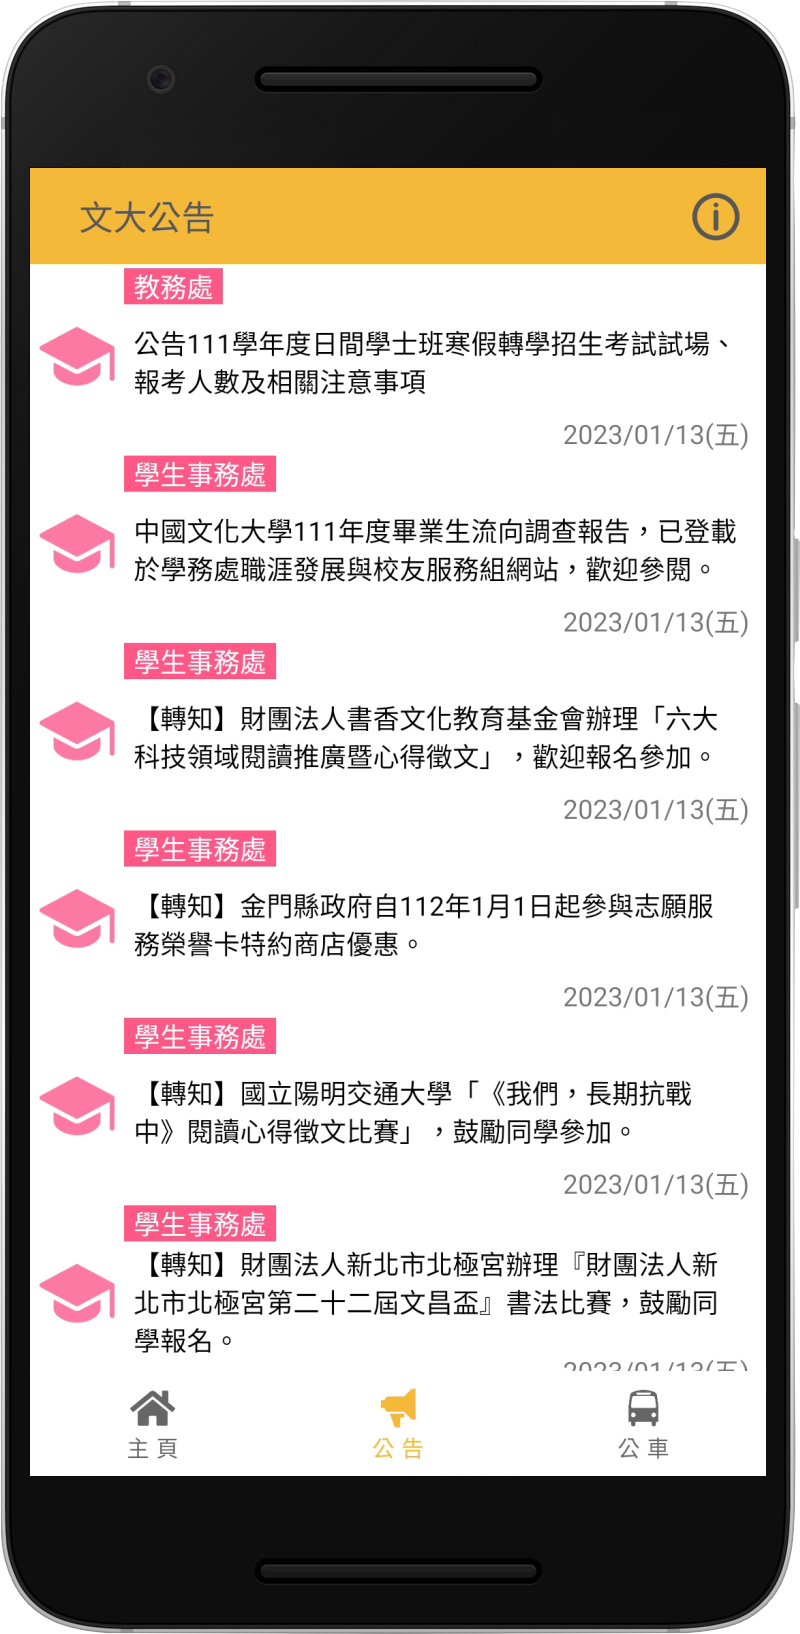 文大公告
教務處
公告111學年度日間學士班寒假轉學招生考試試場、
報考人數及相關注意事項
2023/01/13(五)
學生事務處
中國文化大學111年度畢業生流向調查報告，已登載
於學務處職涯發展與校友服務組網站，歡迎參閱。
2023/01/13(五)
學生事務處
【轉知】財團法人書香文化教育基金會辦理「六大
科技領域閱讀推廣暨心得徵文」，歡迎報名參加。
2023/01/13(五)
學生事務處
【轉知】金門縣政府自112年1月1日起參與志願服
務榮譽卡特約商店優惠。
2023/01/13(五)
學生事務處
【轉知】國立陽明交通大學「《我們，長期抗戰
中》閱讀心得徵文比賽」，鼓勵同學參加。
2023/01/13(五)
學生事務處
【轉知】財團法人新北市北極宮辦理『財團法人新
北市北極宮第二十二屆文昌盃』書法比賽，鼓勵同
學報名。
2023/01/13(五)
主頁
公告
公車